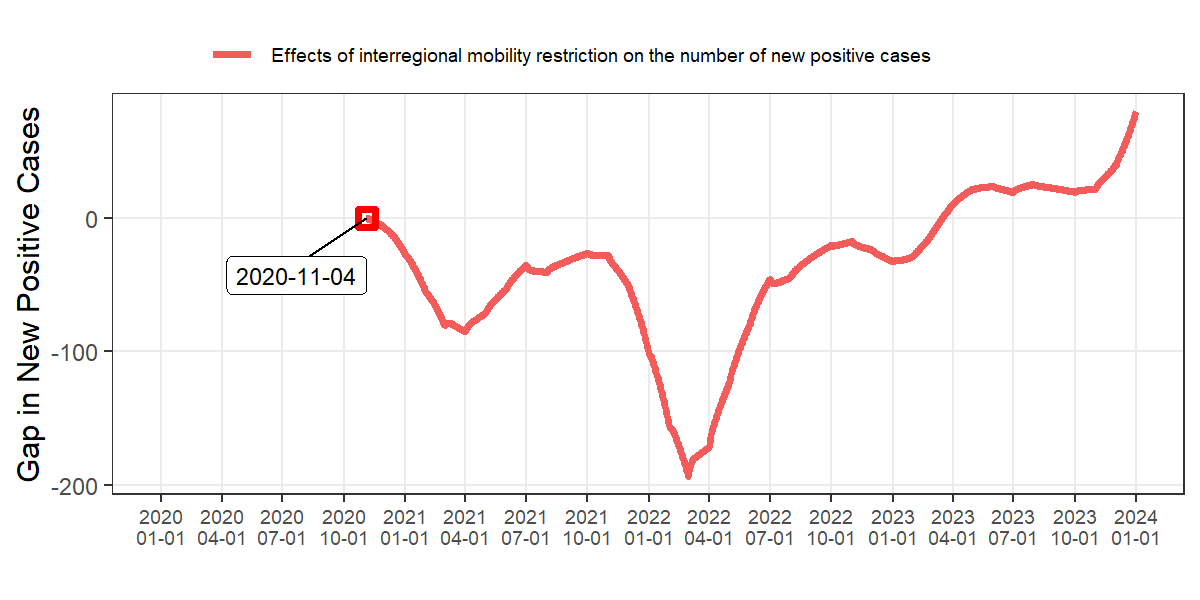 Effects of interregional mobility restriction on the number of new positive cases
Gap in New Positive Cases
0
-100
-200
2020-11-04
2020 2020 2020 2020 2021 2021 2021 2021 2022 2022 2022 2022 2023 2023 2023 2023 2024
01-01 04-01 07-01 10-01 01-01 04-01 07-01 10-01 01-01 04-01 07-01 10-01 01-01 04-01 07-01 10-01 01-01